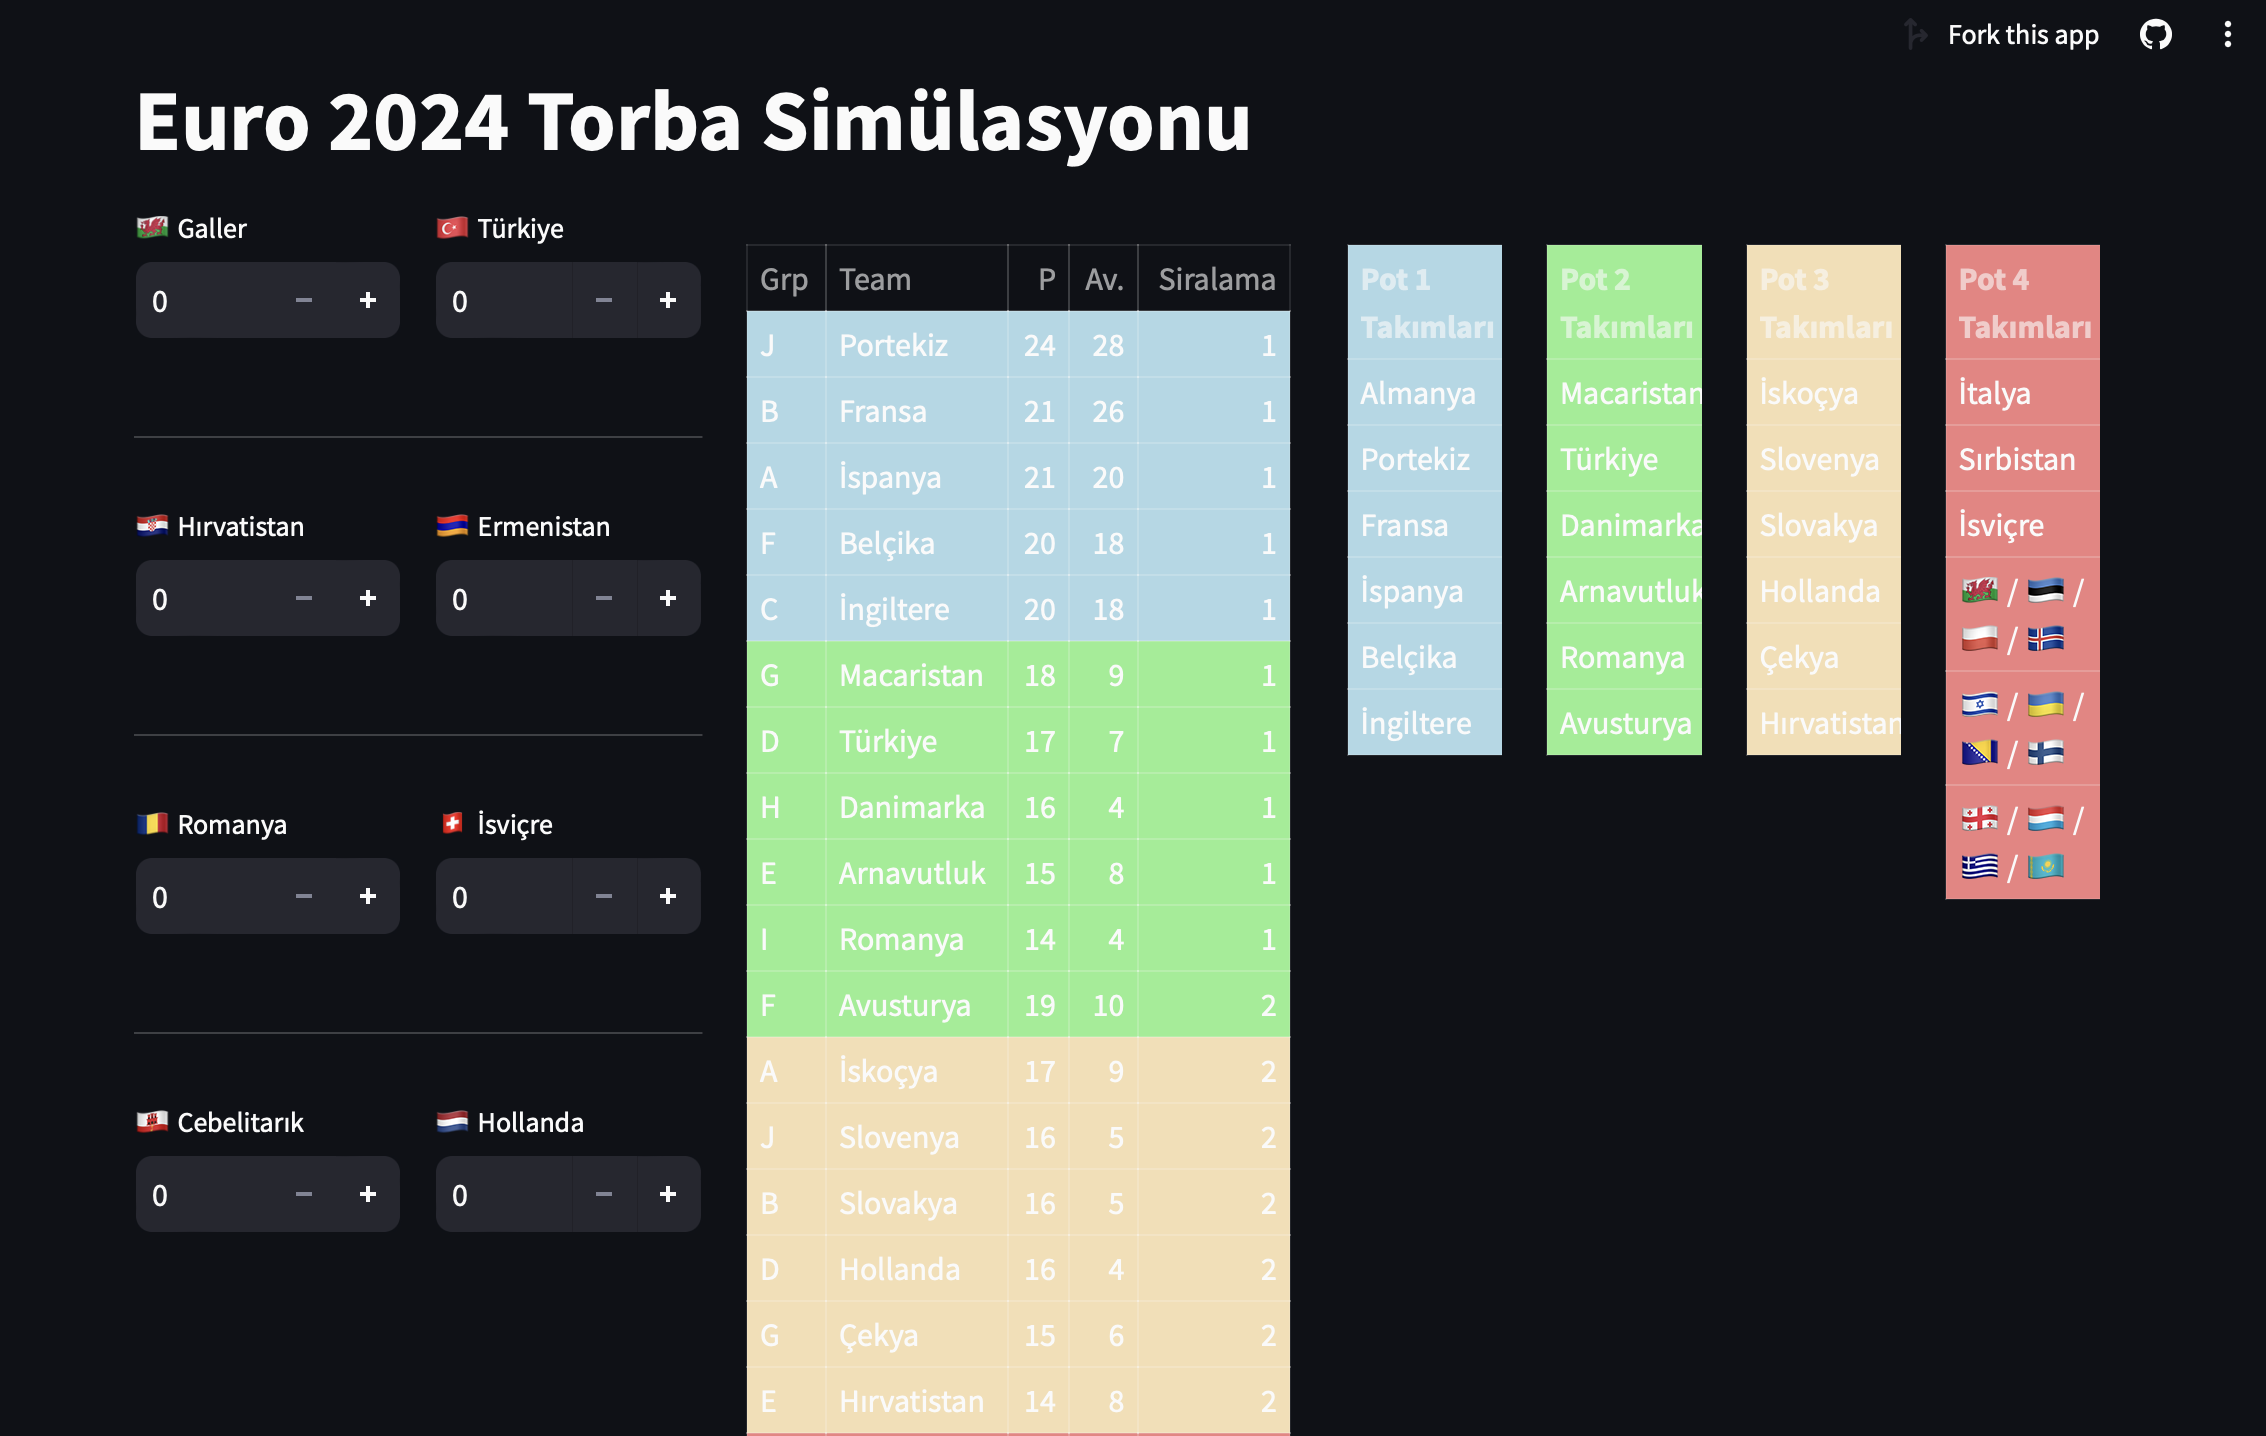 Fork this app
Euro 2024 Torba Simülasyonu
Galler
0
Türkiye
0
Hırvatistan
0
Ermenistan
0
Romanya
0
İsviçre
0
Cebelitarık
0
Hollanda
0
Grp Team P Av. Siralama
J Portekiz 24 28 1
B Fransa 21 26 1
A İspanya 21 20 1
F Belçika 20 18 1
C İngiltere 20 18 1
G Macaristan 18 9 1
D Türkiye 17 7 1
H Danimarka 16 4 1
E Arnavutluk 15 8 1
I Romanya 14 4 1
F Avusturya 19 10 2
A İskoçya 17 9 2
J Slovenya 16 5 2
B Slovakya 16 5 2
D Hollanda 16 4 2
G Çekya 15 6 2
E Hırvatistan 14 8 2
Pot 1
Takımları
Almanya
Portekiz
Fransa
İspanya
Belçika
İngiltere
Pot 2
Takımları
Macaristan
Türkiye
Danimarka
Arnavutluk
Romanya
Avusturya
Pot 3
Takımları
İskoçya
Slovenya
Slovakya
Hollanda
Çekya
Hırvatistan
Pot 4
Takımları
İtalya
Sırbistan
İsviçre
/ /
/
/ /
/
/ /
/